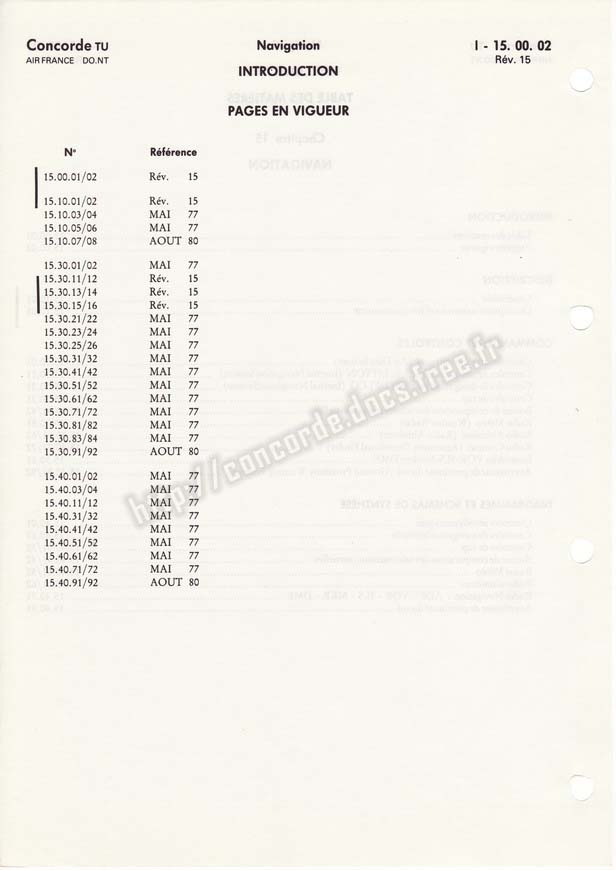 Concorde TU Navigation I - 15. 00. 02
AIR FRANCE DO.NT Rév. 15
INTRODUCTION
PAGES EN VIGUEUR
N° Référence
15.00.01/02 Rév. 15
15.10.01/02 Rév. 15
15.10.03/04 MAI 77
15.10.05/06 MAI 77
15.10.07/08 AOUT 80
15.30.01/02 MAI 77
15.30.11/12 Rév. 15
15.30.13/14 Rév. 15
15.30.15/16 Rév. 15
15.30.21/22 MAI 77
15.30.23/24 MAI 77
15.30.25/26 MAI 77
15.30.31/32 MAI 77
15.30.41/42 MAI 77
15.30.51/52 MAI 77
15.30.61/62 MAI 77
15.30.71/72 MAI 77
15.30.81/82 MAI 77
15.30.83/84 MAI 77
15.30.91/92 AOUT 80
15.40.01/02 MAI 77
15.40.03/04 MAI 77
15.40.11/12 MAI 77
15.40.31/32 MAI 77
15.40.41/42 MAI 77
15.40.51/52 MAI 77
15.40.61/62 MAI 77
15.40.71/72 MAI 77
15.40.91/92 AOUT 80
http://concorde.docs.free.fr